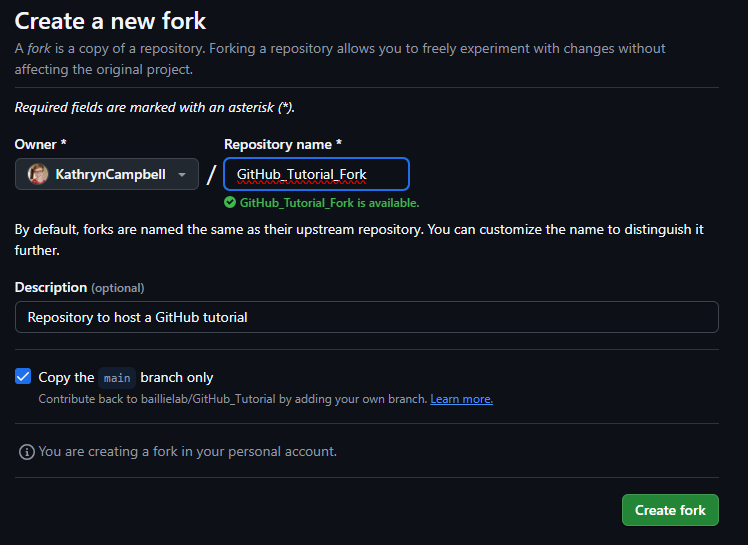 Create a new fork
A fork is a copy of a repository. Forking a repository allows you to freely experiment with changes without
affecting the original project.
Required fields are marked with an asterisk (*).
Owner * Repository name *
KathrynCampbell / GitHub_Tutorial_Fork
GitHub_Tutorial_Fork is available.
By default, forks are named the same as their upstream repository. You can customize the name to distinguish it
further.
Description (optional)
Repository to host a GitHub tutorial
Copy the main branch only
Contribute back to baillielab/GitHub_Tutorial by adding your own branch. Learn more.
You are creating a fork in your personal account.
Create fork